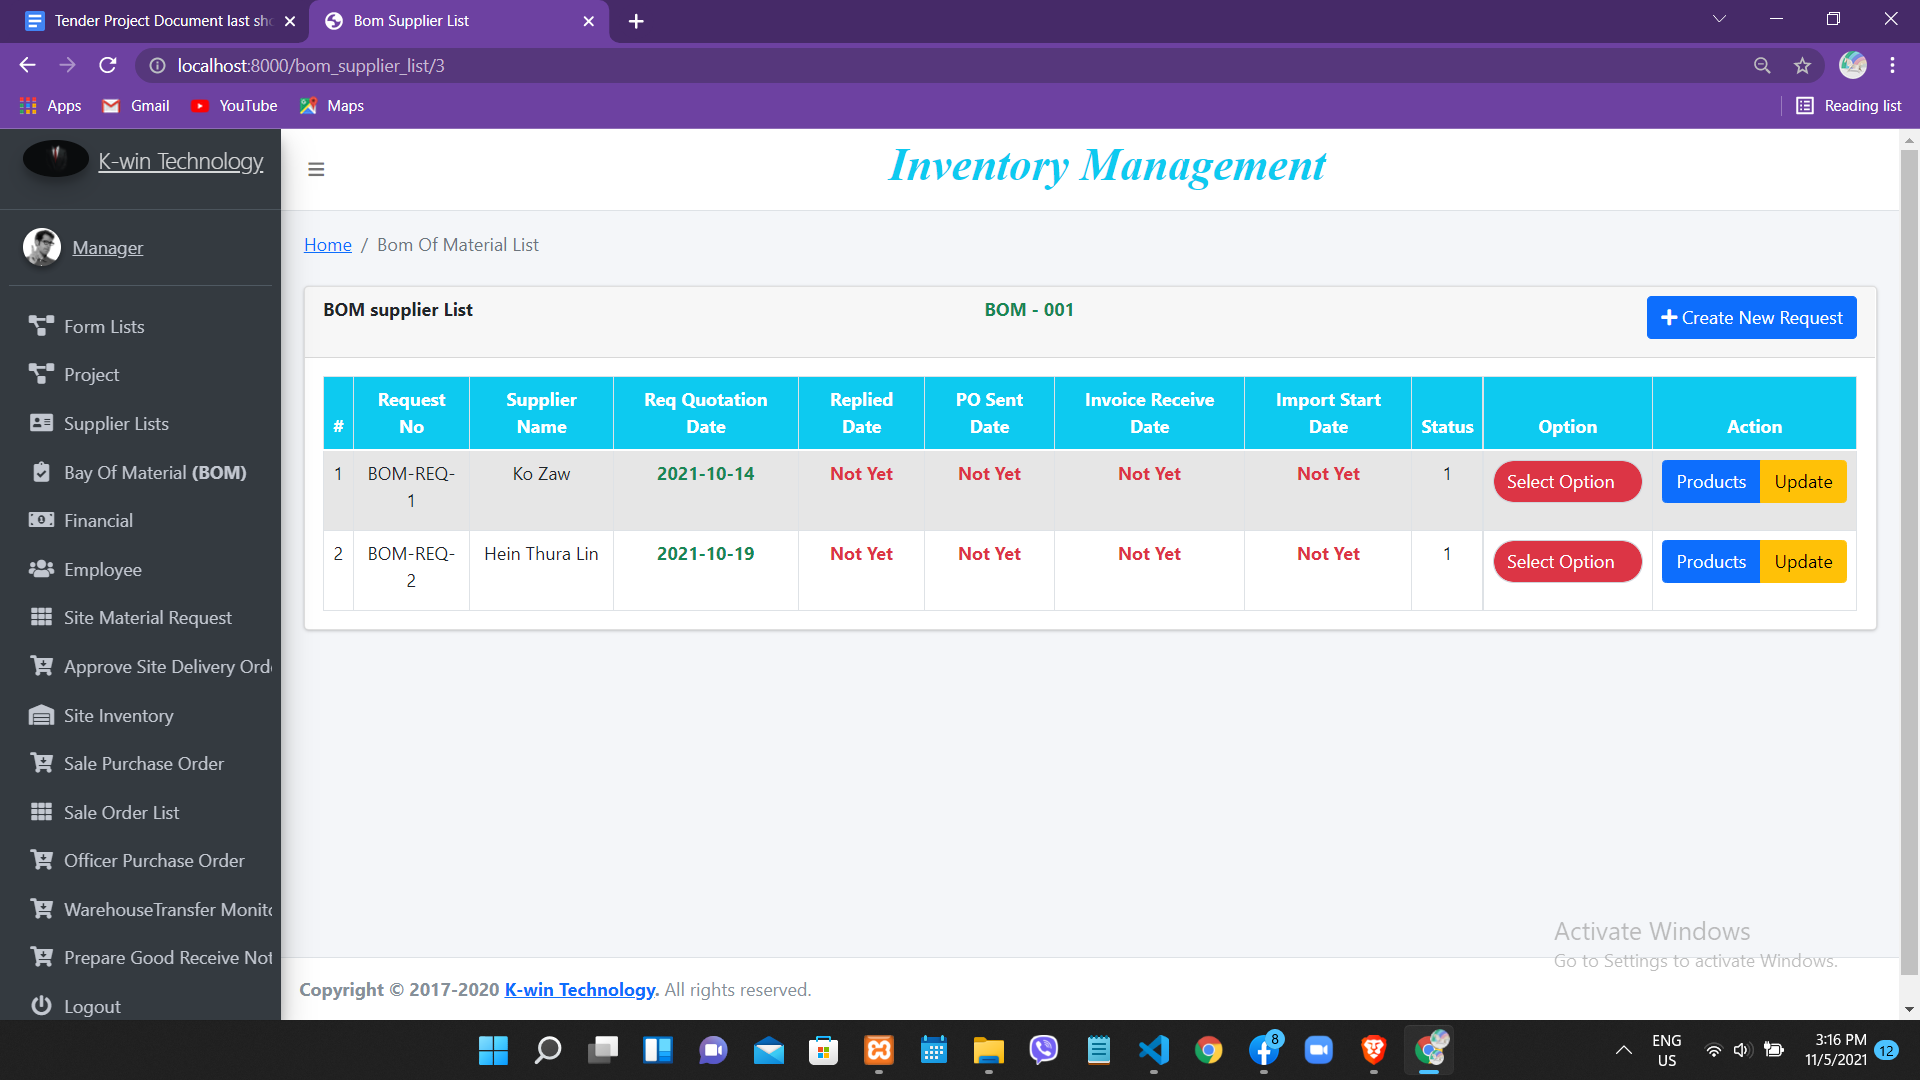 Tender Project Document last sho
Bom Supplier List
localhost:8000/bom_supplier_list/3
Apps
Gmail
YouTube
Maps
Reading list
K-win Technology
Inventory Management
Manager
Home / Bom Of Material List
Form Lists
Project
Supplier Lists
Bay Of Material (BOM)
Financial
Employee
Site Material Request
Approve Site Delivery Orde
Site Inventory
Sale Purchase Order
Sale Order List
Officer Purchase Order
WarehouseTransfer Monito
Prepare Good Receive Not
Logout
BOM supplier List
BOM - 001
Create New Request
# Request No Supplier Name Req Quotation Date Replied Date PO Sent Date Invoice Receive Date Import Start Date Status Option Action
1 BOM-REQ-1 Ko Zaw 2021-10-14 Not Yet Not Yet Not Yet Not Yet 1 Select Option Products Update
2 BOM-REQ-2 Hein Thura Lin 2021-10-19 Not Yet Not Yet Not Yet Not Yet 1 Select Option Products Update
Activate Windows
Go to Settings to activate Windows.
Copyright © 2017-2020 K-win Technology. All rights reserved.
8
ENG
US
3:16 PM
11/5/2021
12